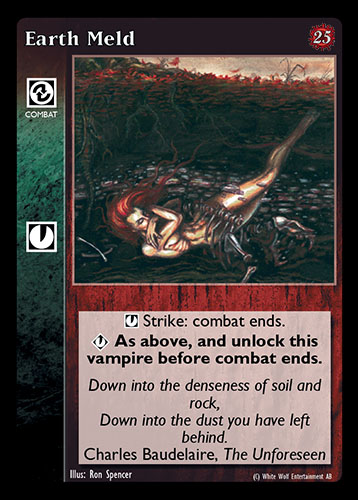 Earth Meld
25
COMBAT
Strike: combat ends.
As above, and unlock this
vampire before combat ends.
Down into the denseness of soil and
rock,
Down into the dust you have left
behind.
Charles Baudelaire, The Unforeseen
Illus: Ron Spencer
(C) White Wolf Entertainment AB